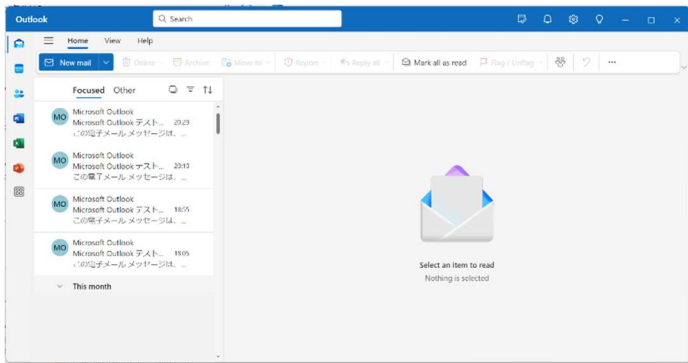 Outlook
Search
Home View Help
New mail Delete Archive Move to Report Reply all Mark all as read Flag / Unflag
Focused Other
MO Microsoft Outlook
Microsoft Outlook テスト... 20:29
この電子メール メッセージは、...
MO Microsoft Outlook
Microsoft Outlook テスト...
この電子メール メッセージは、...
MO Microsoft Outlook
Microsoft Outlook テスト... 18:55
この電子メール メッセージは、...
MO Microsoft Outlook
Microsoft Outlook テスト... 18:05
この電子メール メッセージは、...
This month
Select an item to read
Nothing is selected